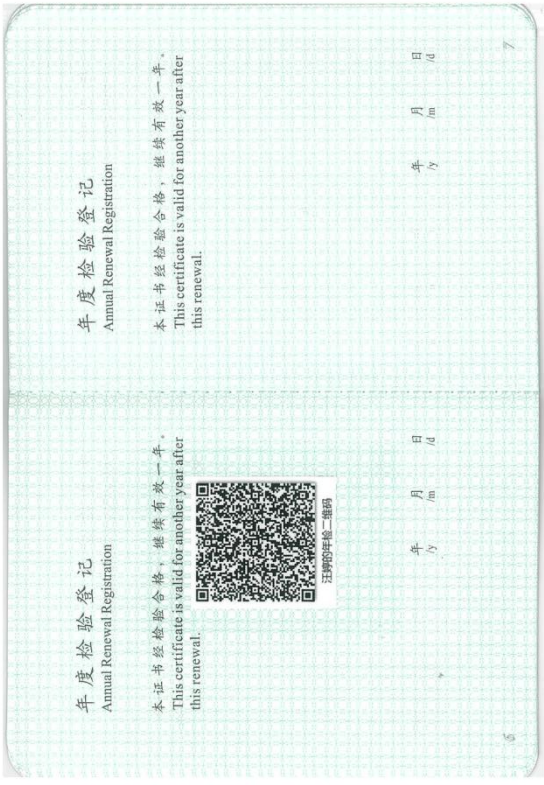 年度检验登记
Annual Renewal Registration
本证书经检验合格，继续有效一年。
This certificate is valid for another year after
this renewal.
汪婷的年检二维码
年 月 日
/y /m /d
6
年度检验登记
Annual Renewal Registration
本证书经检验合格，继续有效一年。
This certificate is valid for another year after
this renewal.
年 月 日
/y /m /d
7